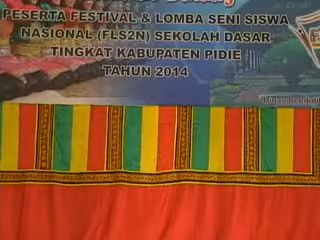 PESERTA FESTIVAL & LOMBA SENI SISWA
NASIONAL (FLS2N) SEKOLAH DASAR
TINGKAT KABUPATEN PIDIE
TAHUN 2014